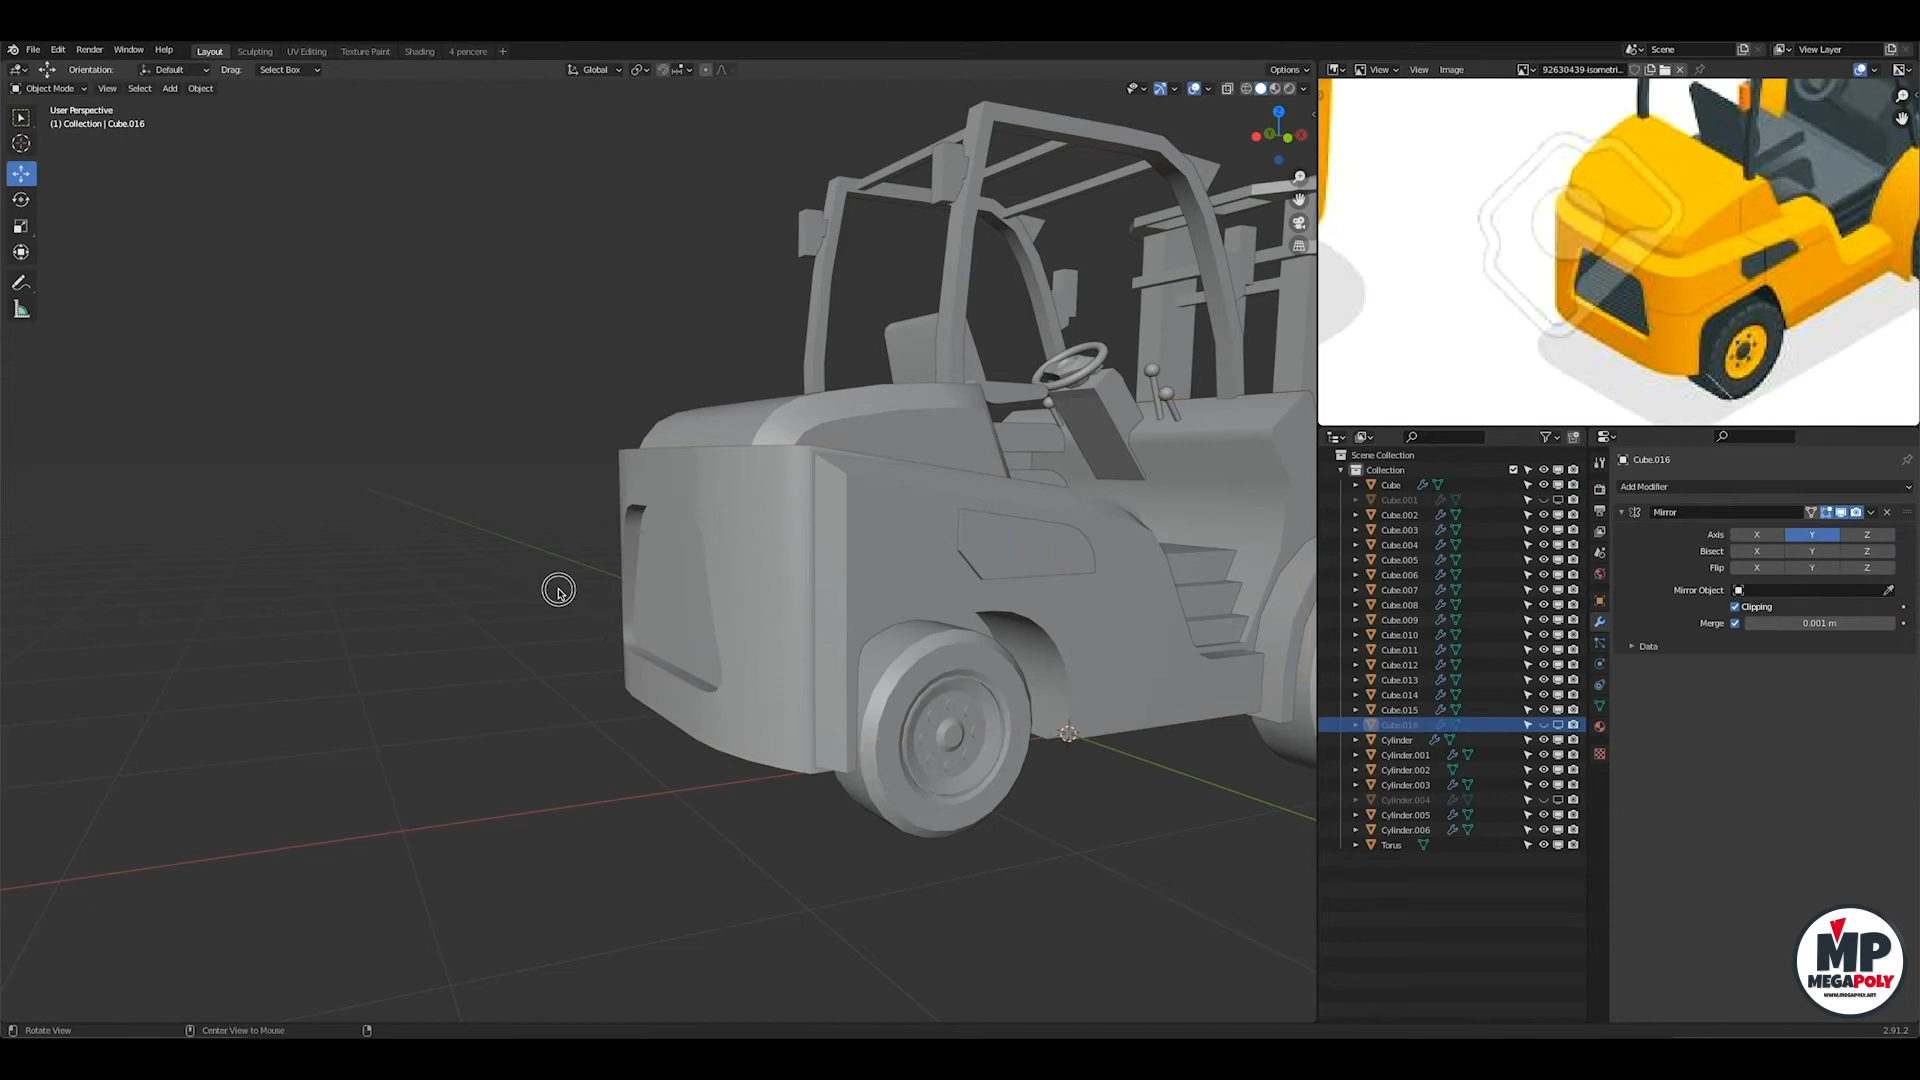 File Edit Render Window Help Layout Sculpting UV Editing Texture Paint Shading 4 pencere + Scene View Layer
Orientation: Default Drag: Select Box Global Options View View Image 92630439-isometri...
Object Mode View Select Add Object
User Perspective
(1) Collection | Cube.016
Z
Y
X
Scene Collection
Collection
Cube
Cube.001
Cube.002
Cube.003
Cube.004
Cube.005
Cube.006
Cube.007
Cube.008
Cube.009
Cube.010
Cube.011
Cube.012
Cube.013
Cube.014
Cube.015
Cube.016
Cylinder
Cylinder.001
Cylinder.002
Cylinder.003
Cylinder.004
Cylinder.005
Cylinder.006
Torus
Cube.016
Add Modifier
Mirror
Axis X Y Z
Bisect X Y Z
Flip X Y Z
Mirror Object
Clipping
Merge 0.001 m
Data
MP
MEGAPOLY
WWW.MEGAPOLY.ART
Rotate View Center View to Mouse 2.91.2